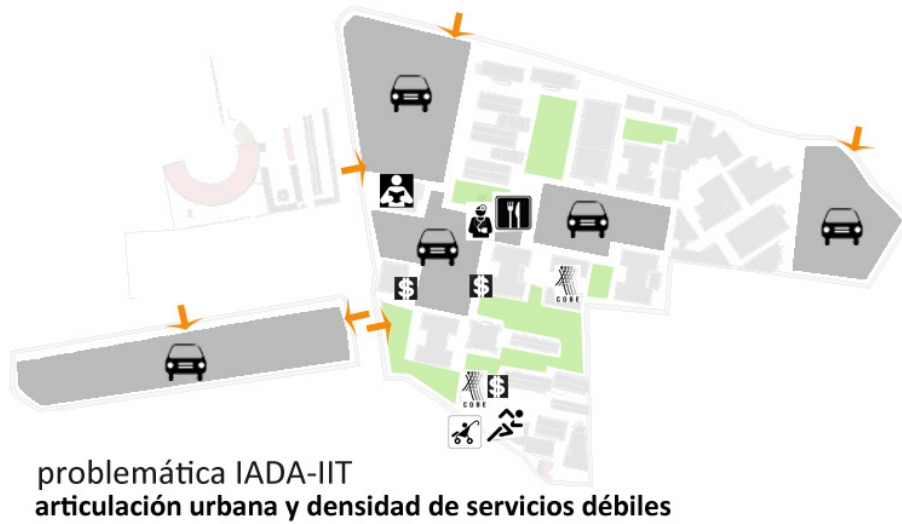 $
$
COBE
COBE
$
problemática IADA-IIT
articulación urbana y densidad de servicios débiles